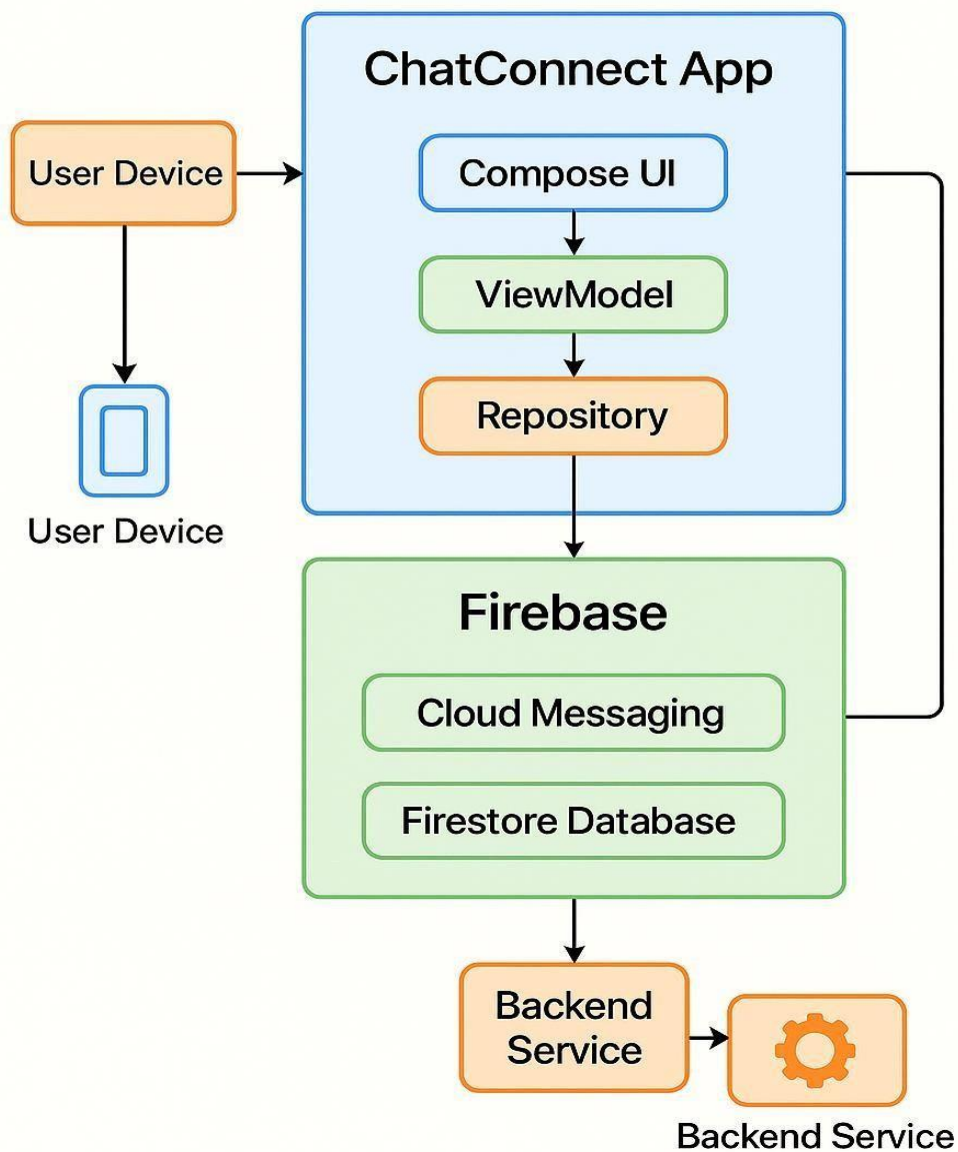 ChatConnect App
User Device
Compose UI
ViewModel
Repository
User Device
Firebase
Cloud Messaging
Firestore Database
Backend
Service
Backend Service